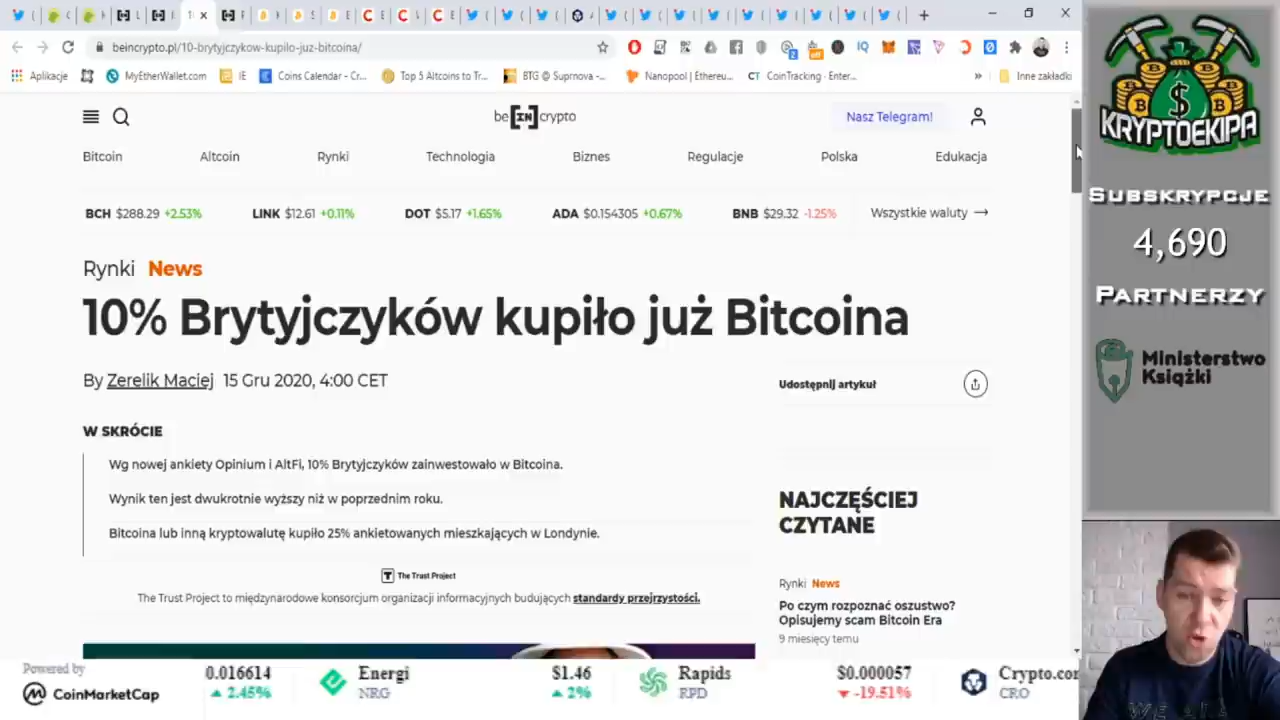 beincrypto.pl/10-brytyjczykow-kupilo-juz-bitcoina/
Aplikacje
MyEtherWallet.com
IE
Coins Calendar - Cr...
Top 5 Altcoins to Tr...
BTG @ Suprnova -...
Nanopool | Ethereu...
CoinTracking · Enter...
»
Inne zakładki
be[IN]crypto
Nasz Telegram!
Bitcoin
Altcoin
Rynki
Technologia
Biznes
Regulacje
Polska
Edukacja
BCH $288.29 +2.53%
LINK $12.61 +0.11%
DOT $5.17 +1.65%
ADA $0.154305 +0.67%
BNB $29.32 -1.25%
Wszystkie waluty →
Rynki News
10% Brytyjczyków kupiło już Bitcoina
By Zerelik Maciej 15 Gru 2020, 4:00 CET
Udostępnij artykuł
W SKRÓCIE
Wg nowej ankiety Opinium i AltFi, 10% Brytyjczyków zainwestowało w Bitcoina.
Wynik ten jest dwukrotnie wyższy niż w poprzednim roku.
Bitcoina lub inną kryptowalutę kupiło 25% ankietowanych mieszkających w Londynie.
The Trust Project
The Trust Project to międzynarodowe konsorcjum organizacji informacyjnych budujących standardy przejrzystości.
NAJCZĘŚCIEJ
CZYTANE
Rynki News
Po czym rozpoznać oszustwo?
Opisujemy scam Bitcoin Era
9 miesięcy temu
KRYPTOEKIPA
Subskrypcje
4,690
Partnerzy
Ministerstwo
Książki
Powered by
CoinMarketCap
0.016614
2.45%
Energi
NRG
$1.46
2%
Rapids
RPD
$0.000057
-19.51%
Crypto.com
CRO